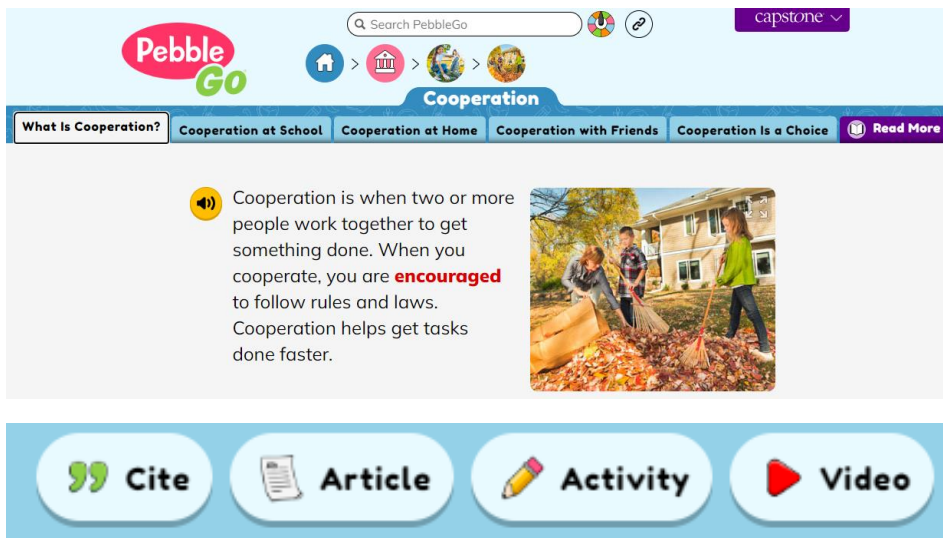 Search PebbleGo
capstone
Pebble
Go
> > >
Cooperation
What Is Cooperation? Cooperation at School Cooperation at Home Cooperation with Friends Cooperation Is a Choice Read More
Cooperation is when two or more
people work together to get
something done. When you
cooperate, you are encouraged
to follow rules and laws.
Cooperation helps get tasks
done faster.
Cite Article Activity Video